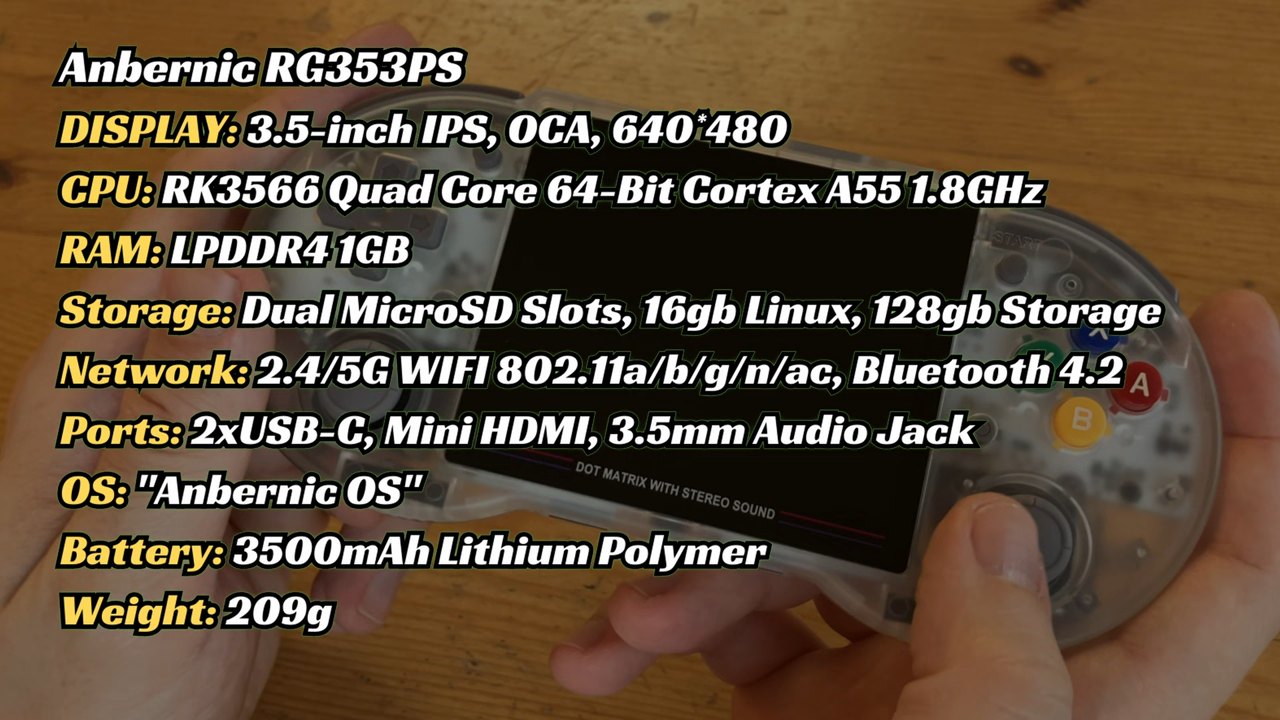 Anbernic RG353PS
DISPLAY: 3.5-inch IPS, OCA, 640*480
CPU: RK3566 Quad Core 64-Bit Cortex A55 1.8GHz
RAM: LPDDR4 1GB
START
Storage: Dual MicroSD Slots, 16gb Linux, 128gb Storage
X
Network: 2.4/5G WIFI 802.11a/b/g/n/ac, Bluetooth 4.2
A
B
Ports: 2xUSB-C, Mini HDMI, 3.5mm Audio Jack
DOT MATRIX WITH STEREO SOUND
OS: "Anbernic OS"
Battery: 3500mAh Lithium Polymer
Weight: 209g